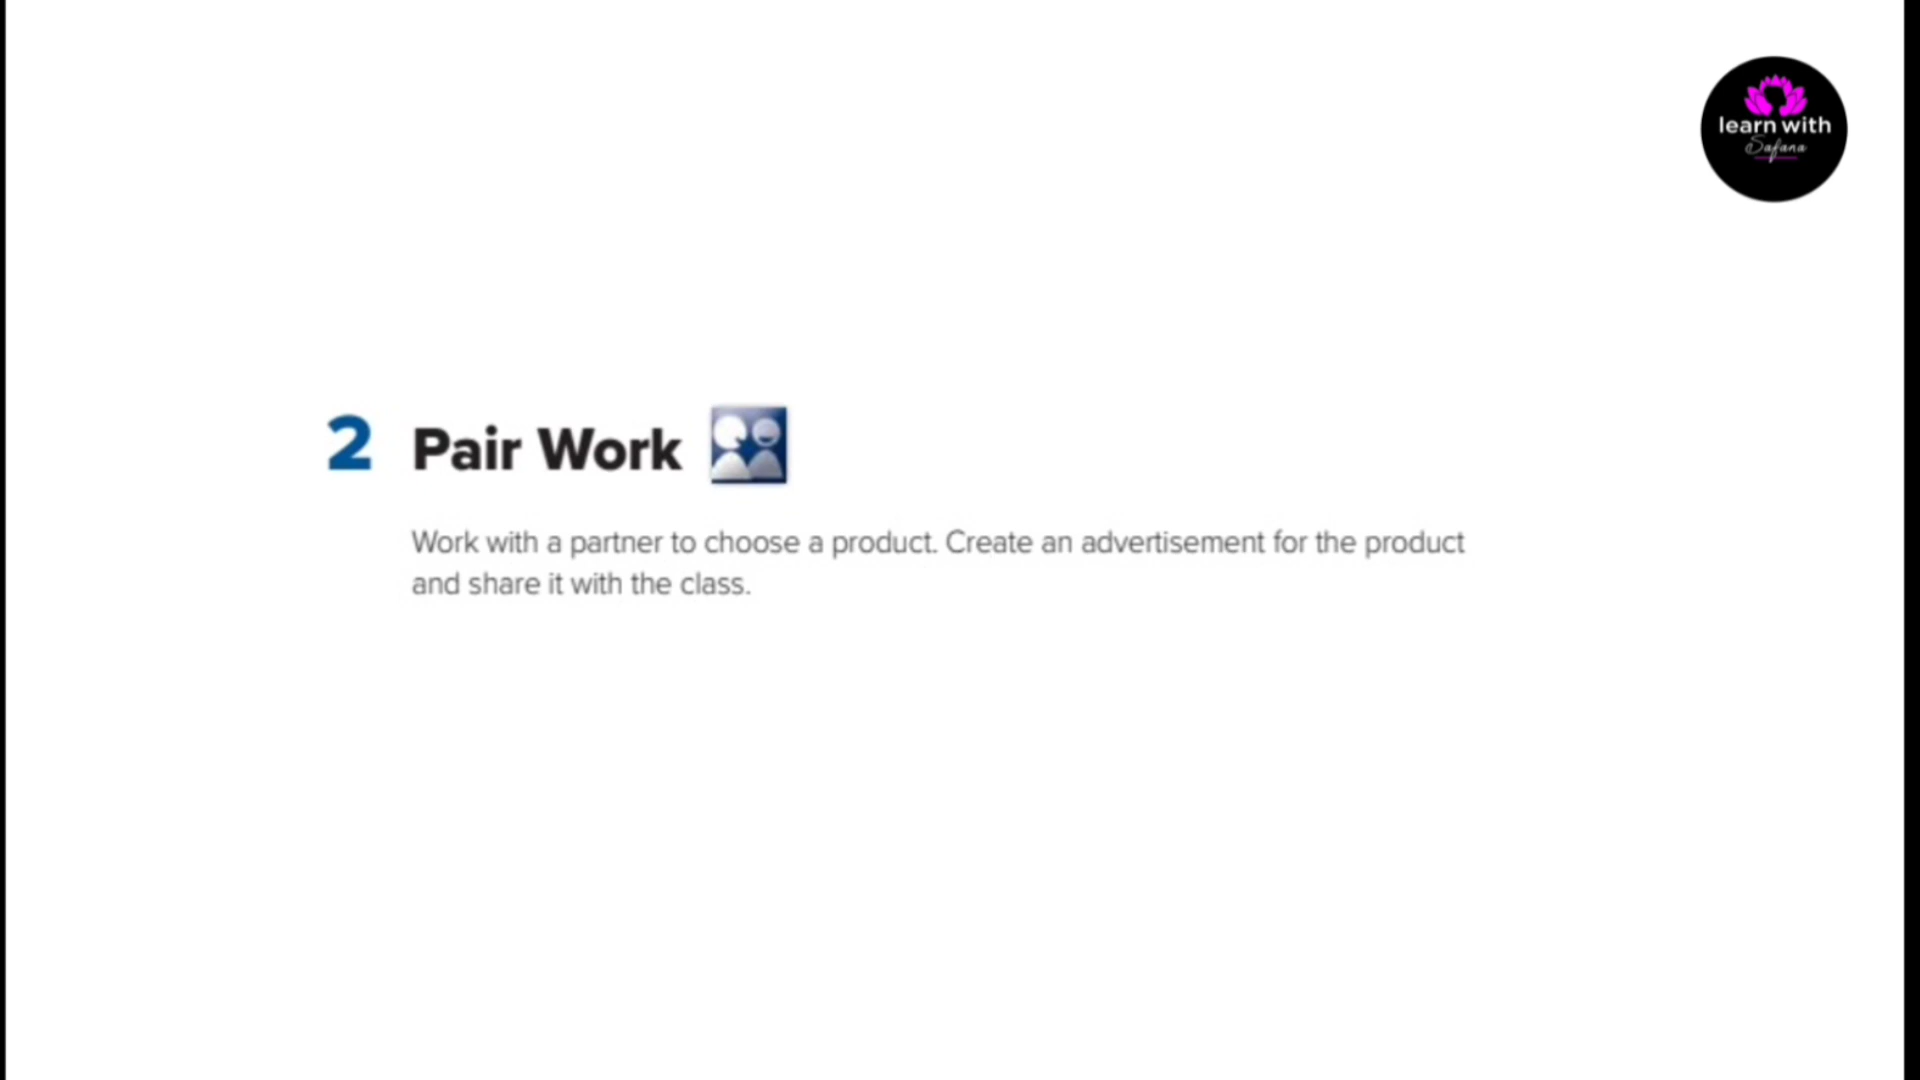 learn with
Safana
2 Pair Work
Work with a partner to choose a product. Create an advertisement for the product
and share it with the class.